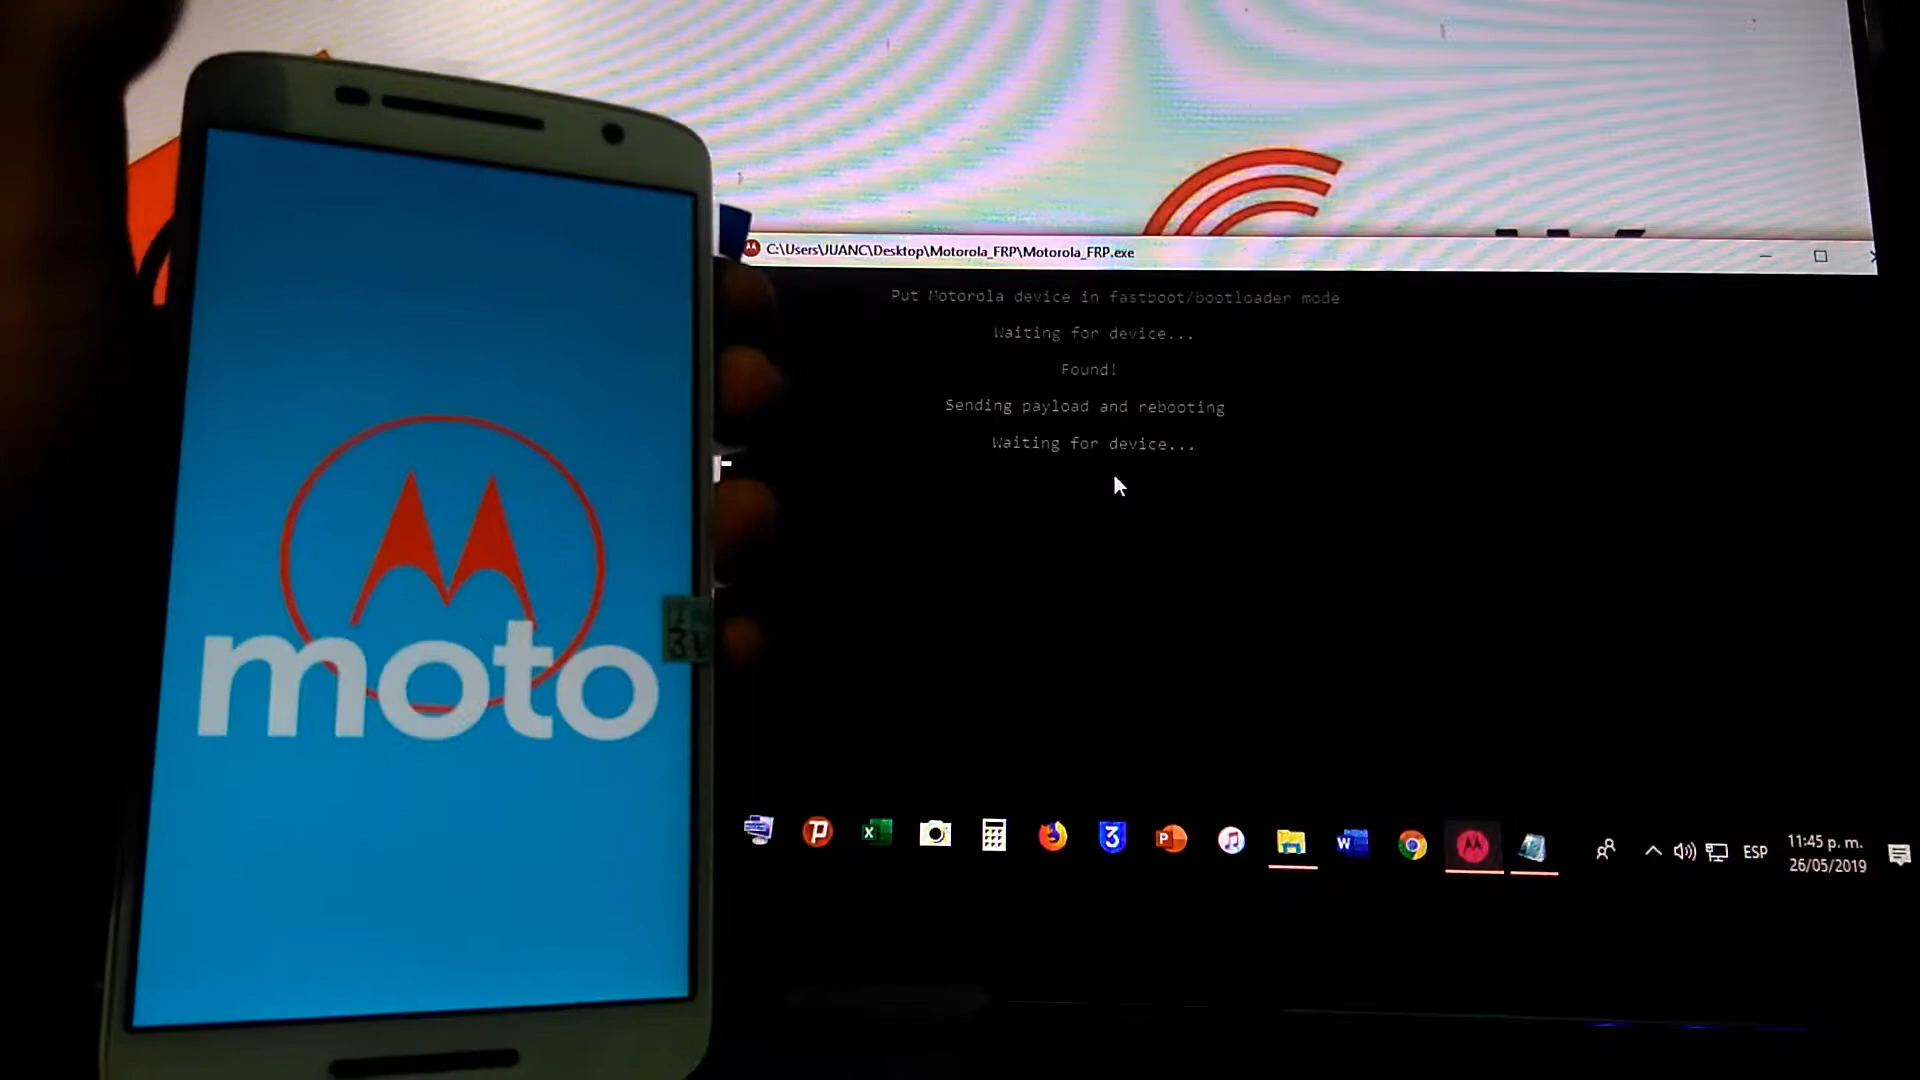 moto
C:\Users\JUANC\Desktop\Motorola_FRP\Motorola_FRP.exe
Put Motorola device in fastboot/bootloader mode
Waiting for device...
Found!
Sending payload and rebooting
Waiting for device...
ESP
11:45 p. m.
26/05/2019